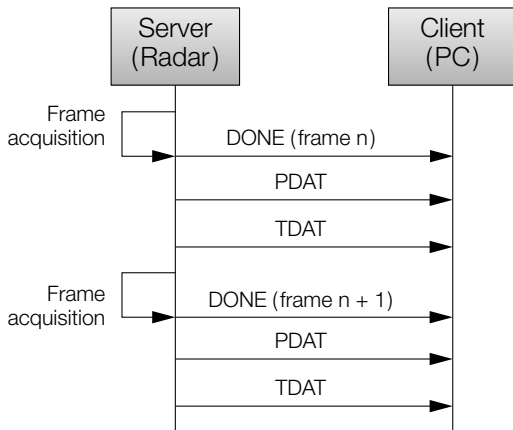 Server
(Radar)
Client
(PC)
Frame
acquisition
DONE (frame n)
PDAT
TDAT
Frame
acquisition
DONE (frame n + 1)
PDAT
TDAT